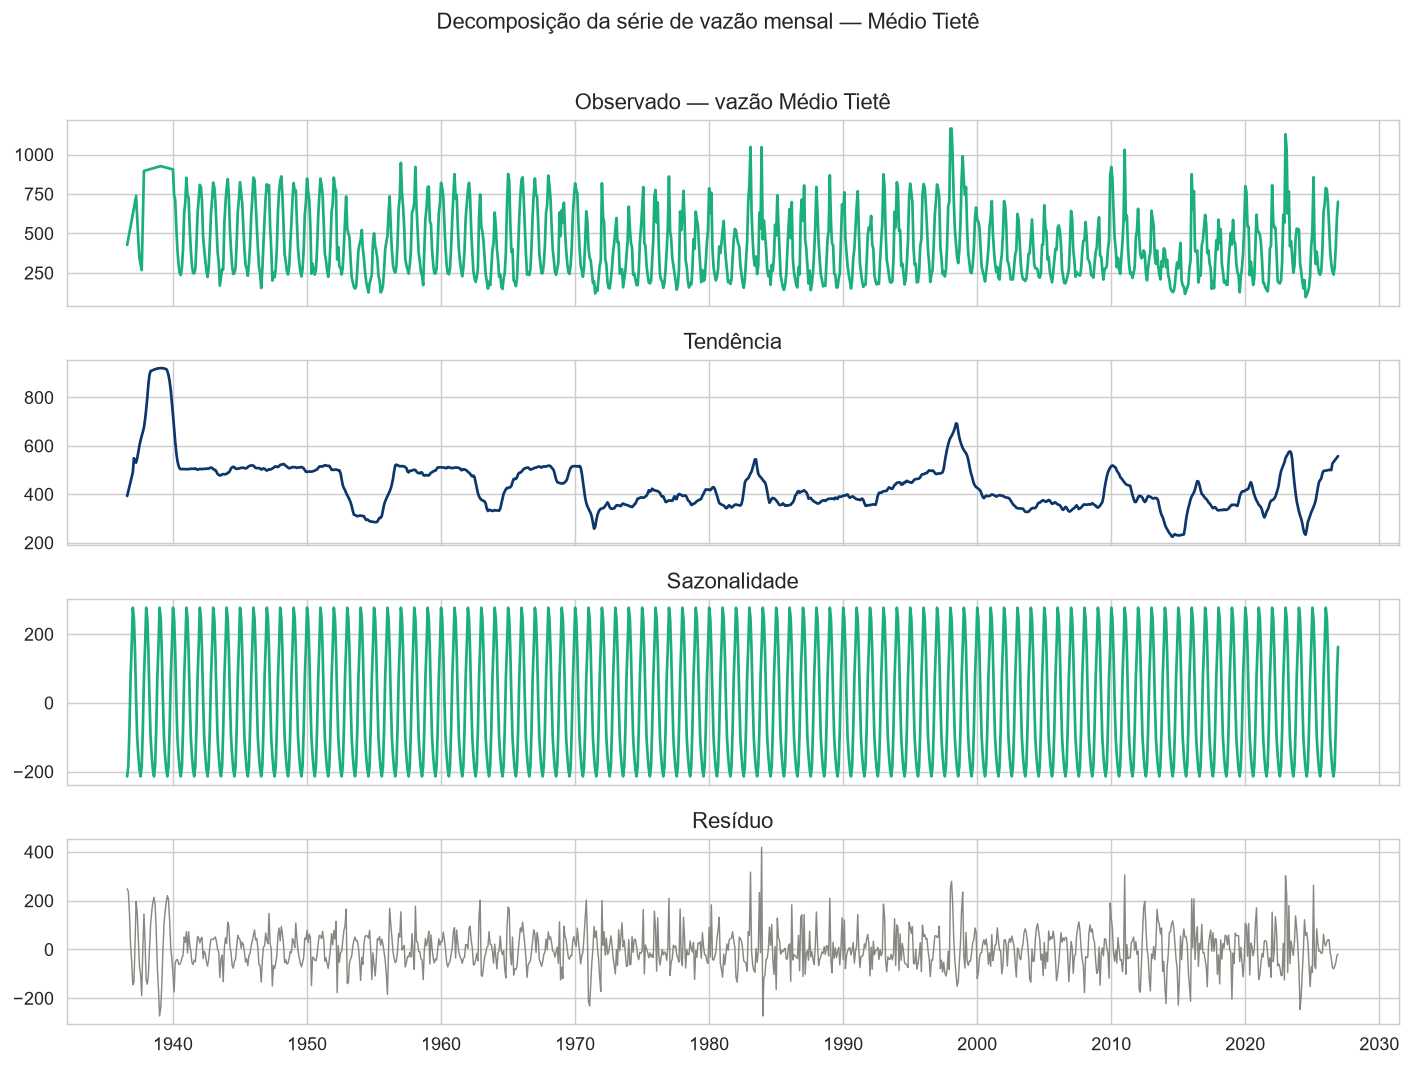 Decomposição da série de vazão mensal — Médio Tietê
Observado — vazão Médio Tietê
1000
750
500
250
Tendência
800
600
400
200
Sazonalidade
200
0
−200
Resíduo
400
200
0
−200
1940 1950 1960 1970 1980 1990 2000 2010 2020 2030